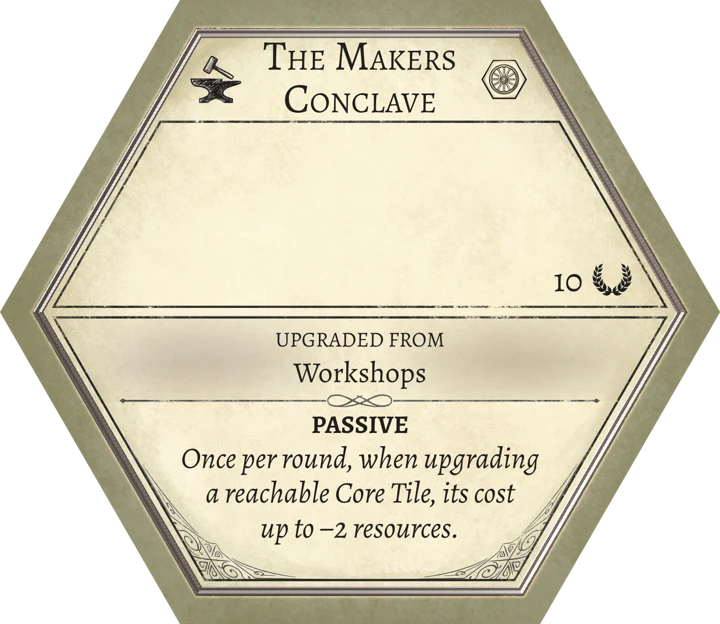 The Makers
Conclave
10
UPGRADED FROM
Workshops
PASSIVE
Once per round, when upgrading
a reachable Core Tile, its cost
up to –2 resources.